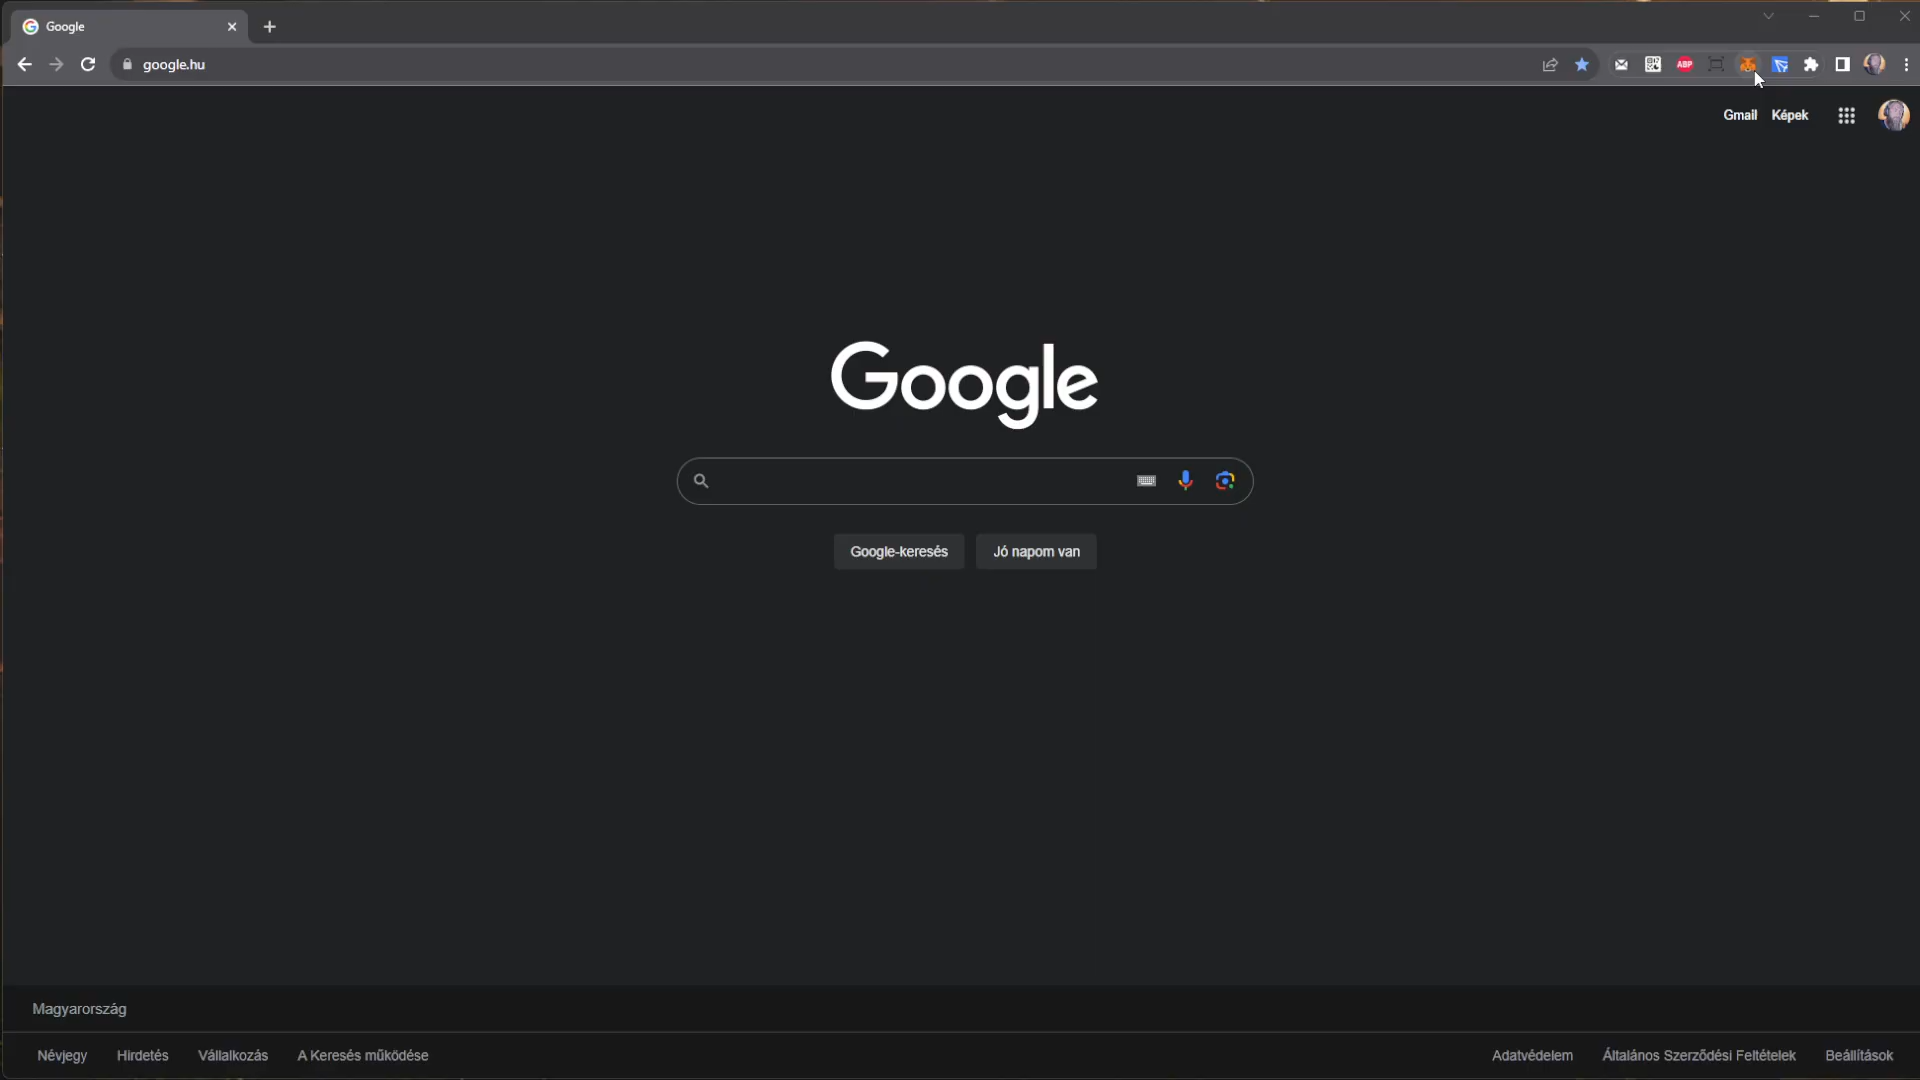 Google
google.hu
ABP
Gmail Képek
Google
Google-keresés Jó napom van
Magyarország
Névjegy Hirdetés Vállalkozás A Keresés működése Adatvédelem Általános Szerződési Feltételek Beállítások